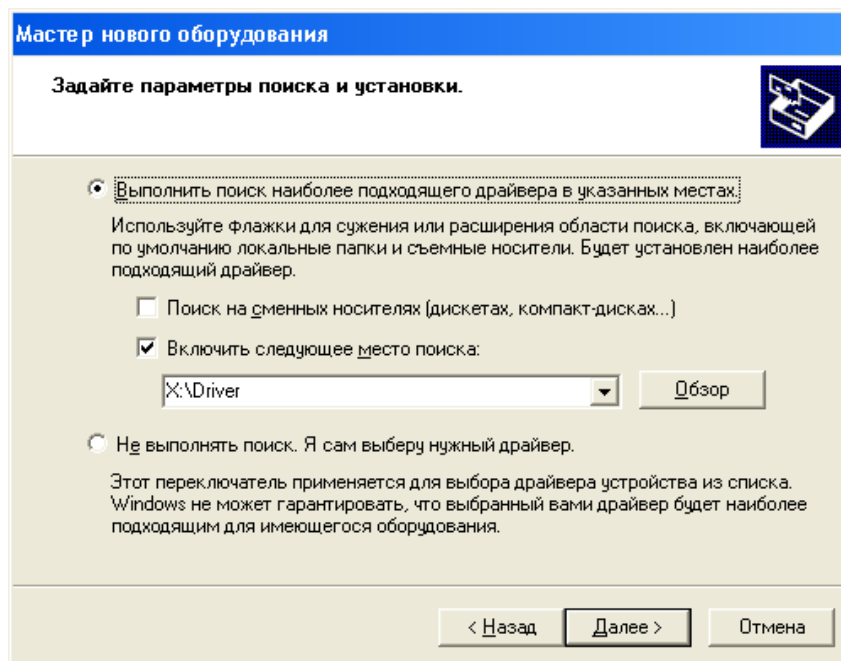 Мастер нового оборудования
Задайте параметры поиска и установки.
Выполнить поиск наиболее подходящего драйвера в указанных местах.
Используйте флажки для сужения или расширения области поиска, включающей
по умолчанию локальные папки и съемные носители. Будет установлен наиболее
подходящий драйвер.
Поиск на сменных носителях (дискетах, компакт-дисках...)
Включить следующее место поиска:
X:\Driver
Обзор
Не выполнять поиск. Я сам выберу нужный драйвер.
Этот переключатель применяется для выбора драйвера устройства из списка.
Windows не может гарантировать, что выбранный вами драйвер будет наиболее
подходящим для имеющегося оборудования.
< Назад
Далее >
Отмена